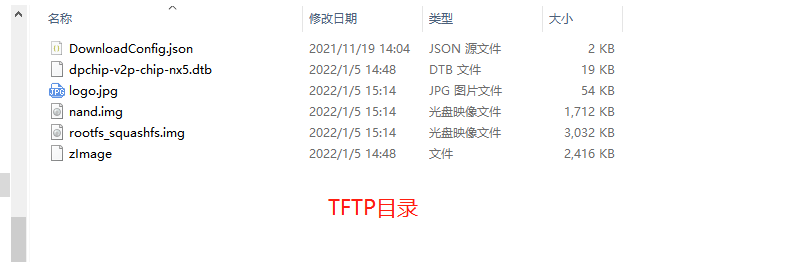 名称 修改日期 类型 大小
DownloadConfig.json 2021/11/19 14:04 JSON 源文件 2 KB
dpchip-v2p-chip-nx5.dtb 2022/1/5 14:48 DTB 文件 19 KB
logo.jpg 2022/1/5 15:14 JPG 图片文件 54 KB
nand.img 2022/1/5 15:14 光盘映像文件 1,712 KB
rootfs_squashfs.img 2022/1/5 15:14 光盘映像文件 3,032 KB
zImage 2022/1/5 14:48 文件 2,416 KB
TFTP目录